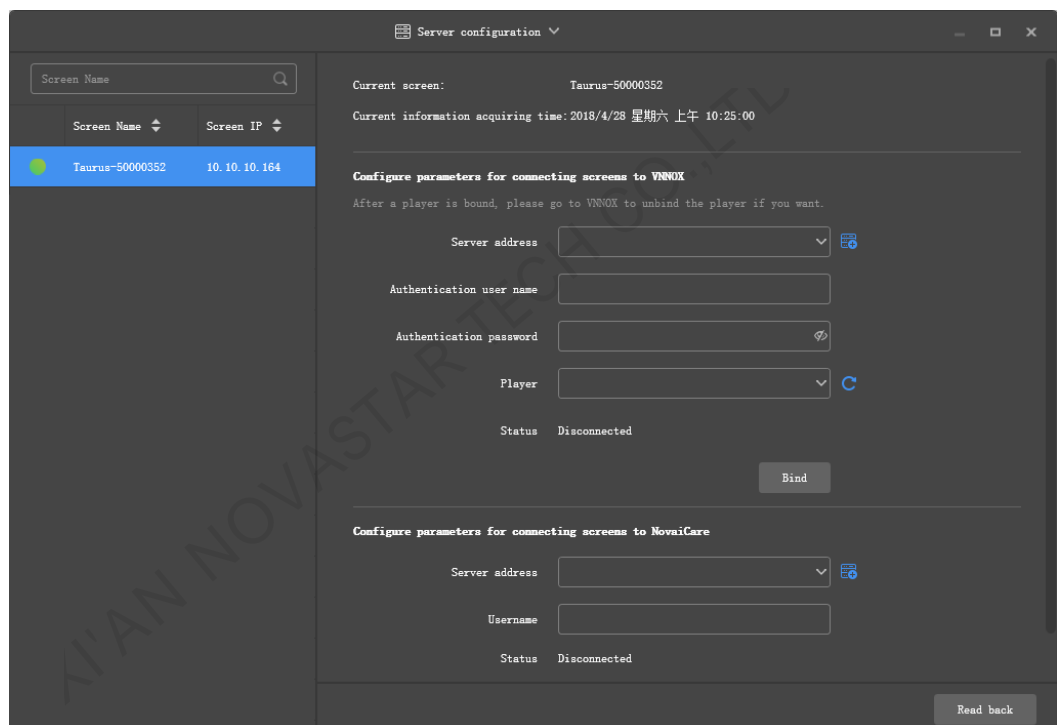 Server configuration
Screen Name
Screen Name Screen IP
Taurus-50000352 10.10.10.164
Current screen: Taurus-50000352
Current information acquiring time: 2018/4/28 星期六 上午 10:25:00
Configure parameters for connecting screens to VNNOX
After a player is bound, please go to VNNOX to unbind the player if you want.
Server address
Authentication user name
Authentication password
Player
Status Disconnected
Bind
Configure parameters for connecting screens to NovaiCare
Server address
Username
Status Disconnected
Read back
XI'AN NOVASTAR TECH CO.,LTD